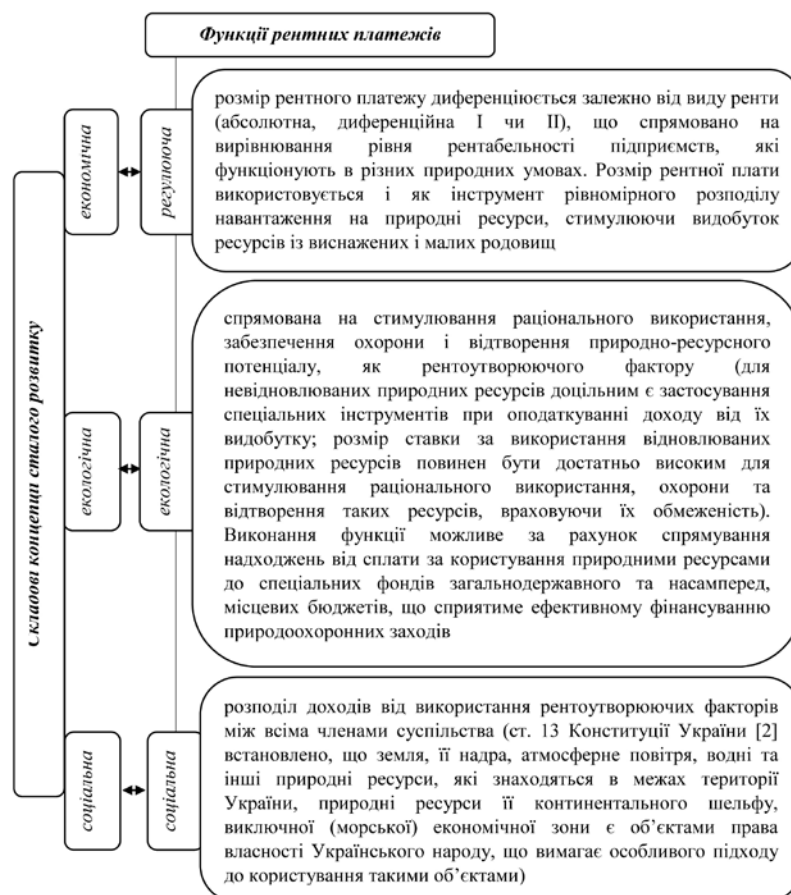 Функції рентних платежів
Складові концепції сталого розвитку
економічна
регулююча
розмір рентного платежу диференціюється залежно від виду ренти
(абсолютна, диференційна I чи II), що спрямовано на
вирівнювання рівня рентабельності підприємств, які
функціонують в різних природних умовах. Розмір рентної плати
використовується і як інструмент рівномірного розподілу
навантаження на природні ресурси, стимулюючи видобуток
ресурсів із виснажених і малих родовищ
екологічна
екологічна
спрямована на стимулювання раціонального використання,
забезпечення охорони і відтворення природно-ресурсного
потенціалу, як рентоутворюючого фактору (для
невідновлюваних природних ресурсів доцільним є застосування
спеціальних інструментів при оподаткуванні доходу від їх
видобутку; розмір ставки за використання відновлюваних
природних ресурсів повинен бути достатньо високим для
стимулювання раціонального використання, охорони та
відтворення таких ресурсів, враховуючи їх обмеженість).
Виконання функції можливе за рахунок спрямування
надходжень від сплати за користування природними ресурсами
до спеціальних фондів загальнодержавного та насамперед,
місцевих бюджетів, що сприятиме ефективному фінансуванню
природоохоронних заходів
соціальна
соціальна
розподіл доходів від використання рентоутворюючих факторів
між всіма членами суспільства (ст. 13 Конституції України [2]
встановлено, що земля, її надра, атмосферне повітря, водні та
інші природні ресурси, які знаходяться в межах території
України, природні ресурси її континентального шельфу,
виключної (морської) економічної зони є об’єктами права
власності Українського народу, що вимагає особливого підходу
до користування такими об’єктами)